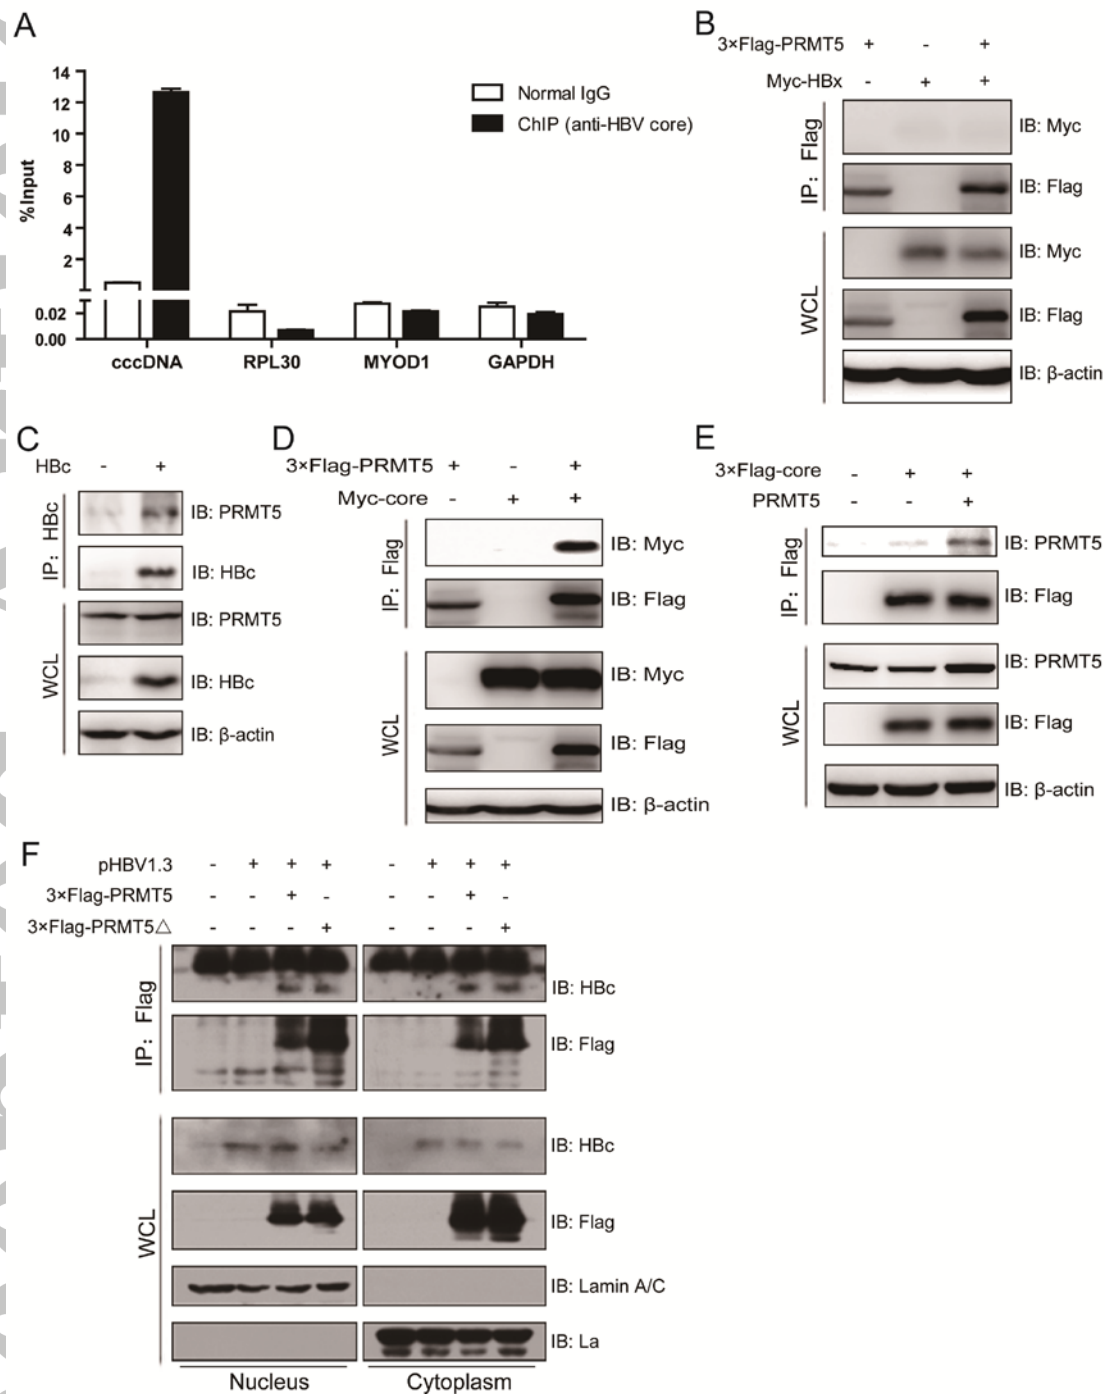 A
%Input
14
12
10
8
6
4
2
0.02
0.00
cccDNA RPL30 MYOD1 GAPDH
Normal IgG
ChIP (anti-HBV core)
B
3×Flag-PRMT5 + - +
Myc-HBx - + +
IP: Flag
IB: Myc
IB: Flag
WCL
IB: Myc
IB: Flag
IB: β-actin
C
HBc - +
IP: HBc
IB: PRMT5
IB: HBc
WCL
IB: PRMT5
IB: HBc
IB: β-actin
D
3×Flag-PRMT5 + - +
Myc-core - + +
IP: Flag
IB: Myc
IB: Flag
WCL
IB: Myc
IB: Flag
IB: β-actin
E
3×Flag-core - + +
PRMT5 - - +
IP: Flag
IB: PRMT5
IB: Flag
WCL
IB: PRMT5
IB: Flag
IB: β-actin
F
pHBV1.3 - + + + - + + +
3×Flag-PRMT5 - - + - - - + -
3×Flag-PRMT5△ - - - + - - - +
IP: Flag
IB: HBc
IB: Flag
WCL
IB: HBc
IB: Flag
IB: Lamin A/C
IB: La
Nucleus Cytoplasm